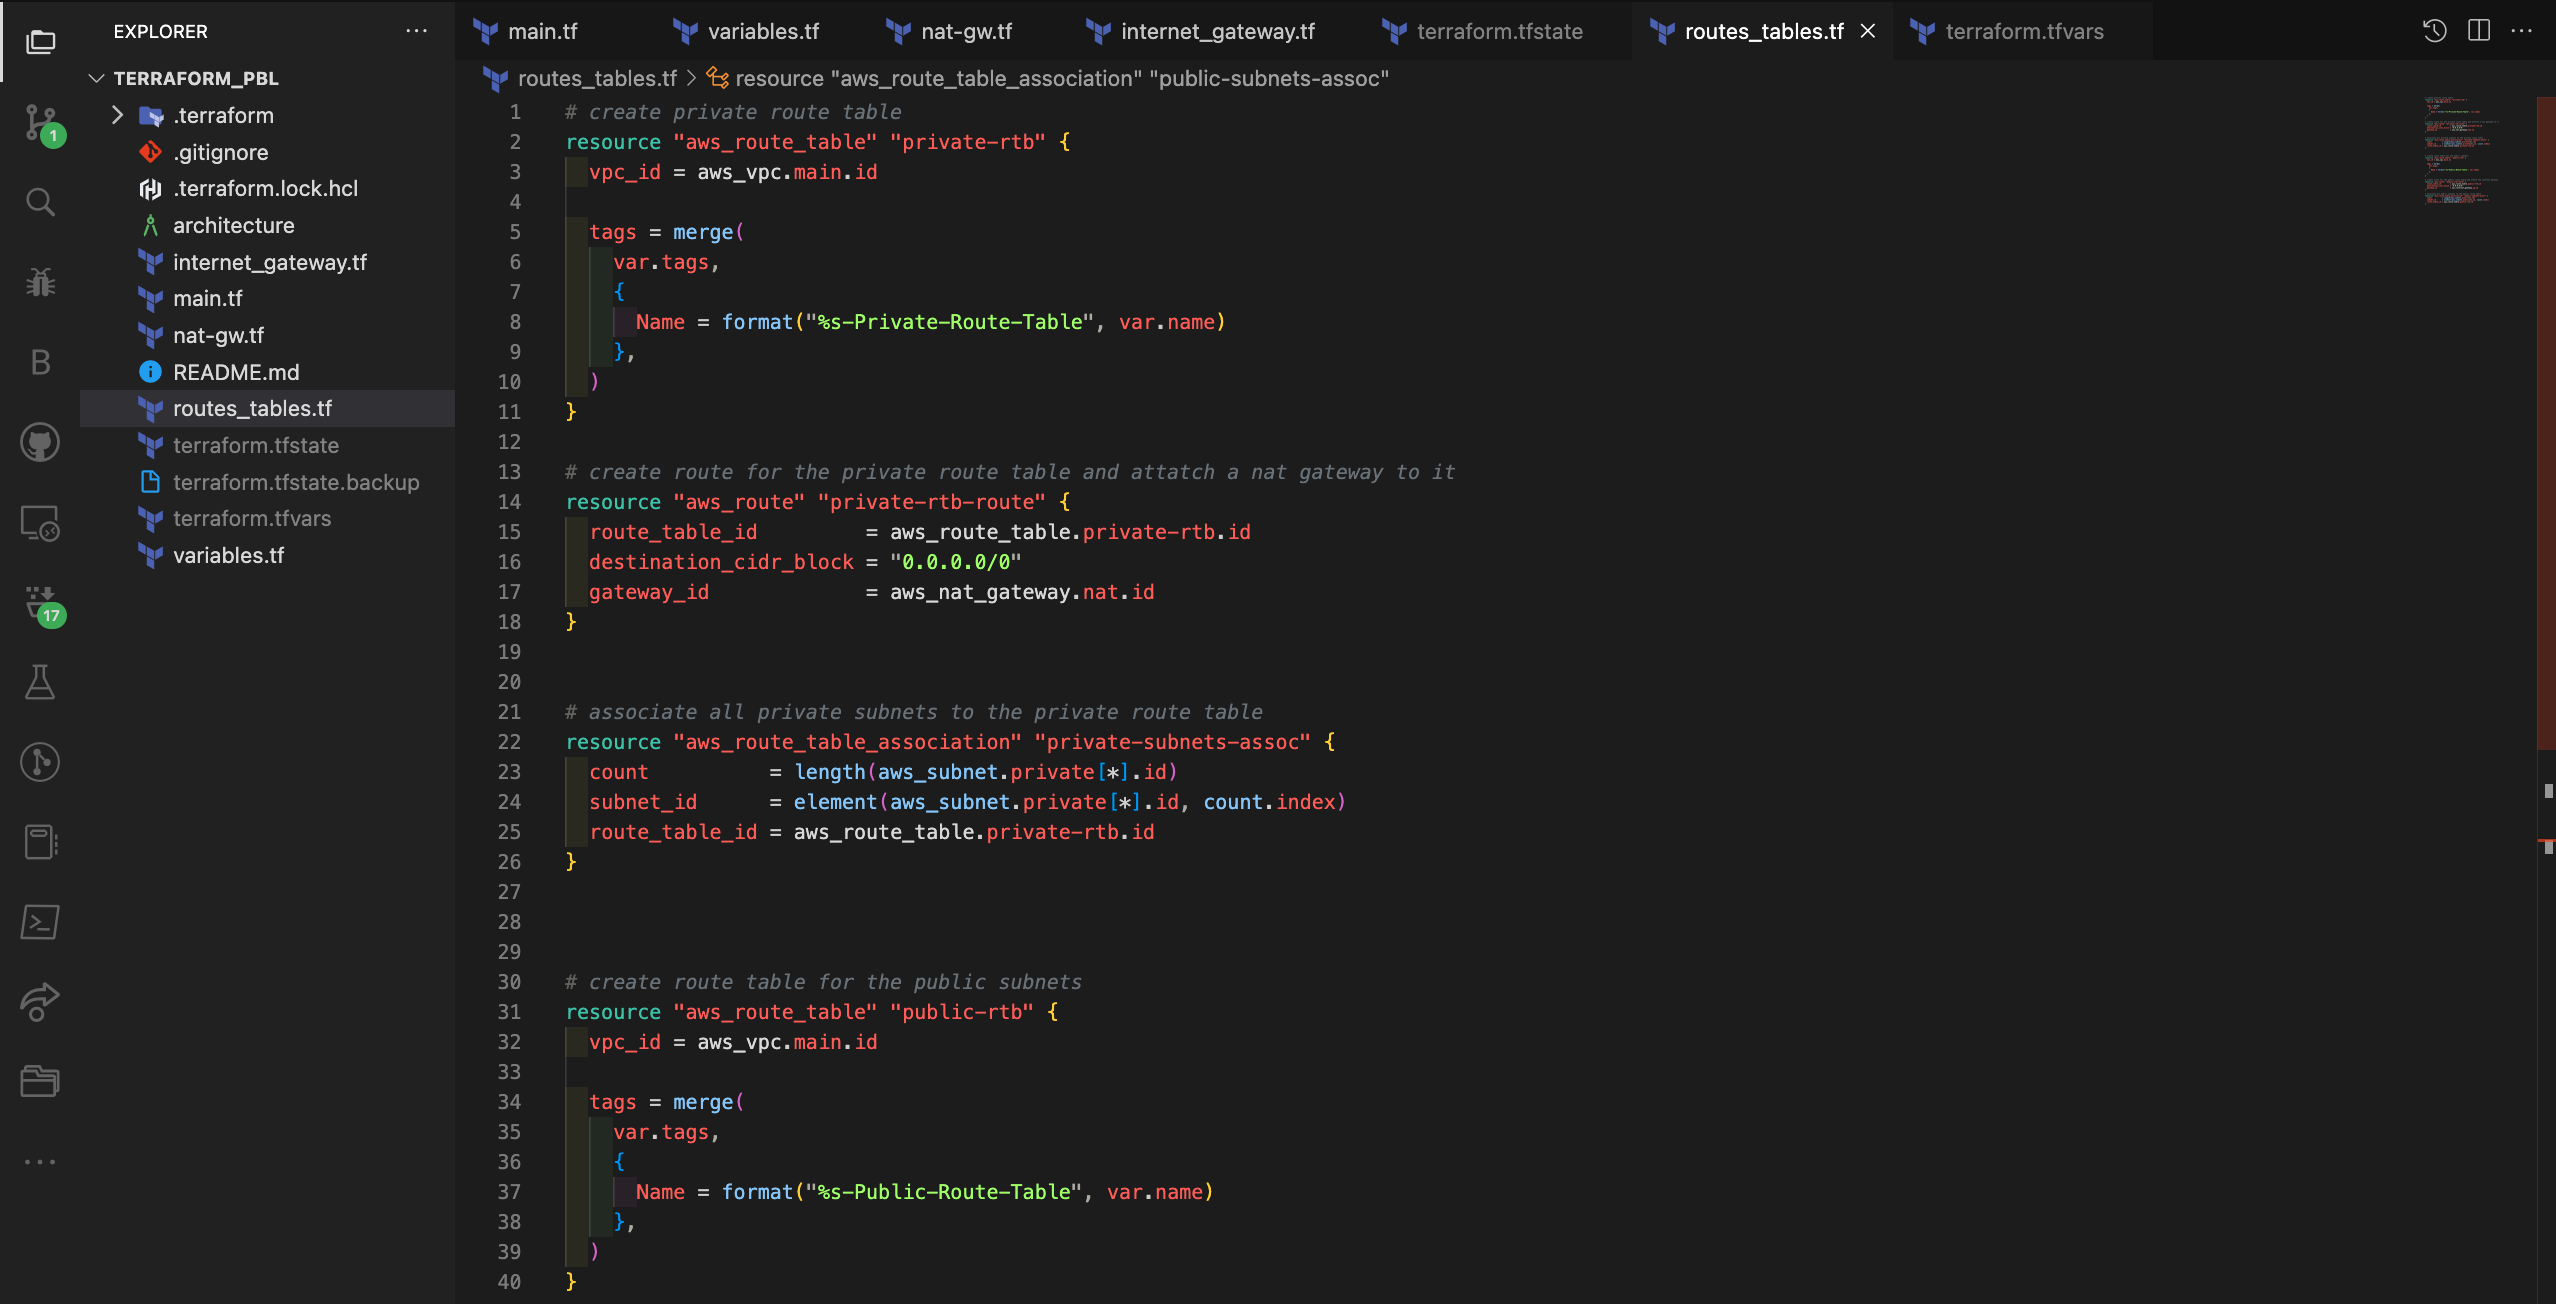 EXPLORER
TERRAFORM_PBL
.terraform
.gitignore
.terraform.lock.hcl
architecture
internet_gateway.tf
main.tf
nat-gw.tf
README.md
routes_tables.tf
terraform.tfstate
terraform.tfstate.backup
terraform.tfvars
variables.tf
1
B
17
main.tf variables.tf nat-gw.tf internet_gateway.tf terraform.tfstate routes_tables.tf terraform.tfvars
routes_tables.tf > resource "aws_route_table_association" "public-subnets-assoc"
1 # create private route table
2 resource "aws_route_table" "private-rtb" {
3   vpc_id = aws_vpc.main.id
4
5   tags = merge(
6     var.tags,
7     {
8       Name = format("%s-Private-Route-Table", var.name)
9     },
10   )
11 }
12
13 # create route for the private route table and attatch a nat gateway to it
14 resource "aws_route" "private-rtb-route" {
15   route_table_id         = aws_route_table.private-rtb.id
16   destination_cidr_block = "0.0.0.0/0"
17   gateway_id             = aws_nat_gateway.nat.id
18 }
19
20
21 # associate all private subnets to the private route table
22 resource "aws_route_table_association" "private-subnets-assoc" {
23   count          = length(aws_subnet.private[*].id)
24   subnet_id      = element(aws_subnet.private[*].id, count.index)
25   route_table_id = aws_route_table.private-rtb.id
26 }
27
28
29
30 # create route table for the public subnets
31 resource "aws_route_table" "public-rtb" {
32   vpc_id = aws_vpc.main.id
33
34   tags = merge(
35     var.tags,
36     {
37       Name = format("%s-Public-Route-Table", var.name)
38     },
39   )
40 }